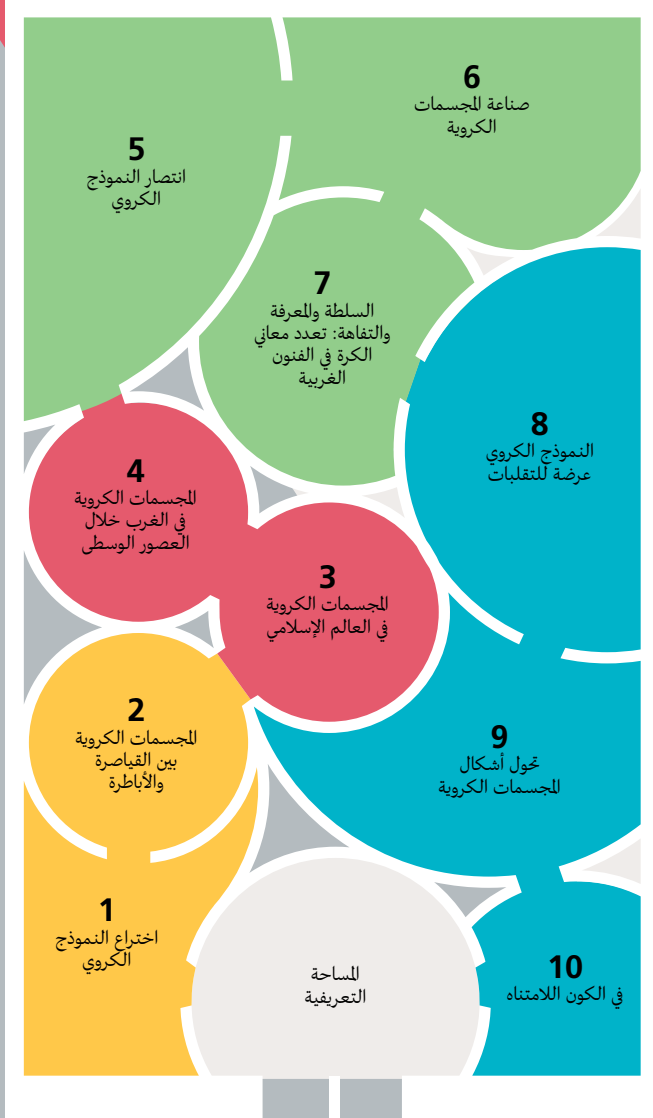 6
صناعة المجسمات
الكروية
5
انتصار النموذج
الكروي
7
السلطة والمعرفة
والتفاهة: تعدد معاني
الكرة في الفنون
الغربية
8
النموذج الكروي
عرضة للتقلبات
4
المجسمات الكروية
في الغرب خلال
العصور الوسطى
3
المجسمات الكروية
في العالم الإسلامي
2
المجسمات الكروية
بين القياصرة
والأباطرة
9
تحول أشكال
المجسمات الكروية
1
اختراع النموذج
الكروي
المساحة
التعريفية
10
في الكون اللامتناه